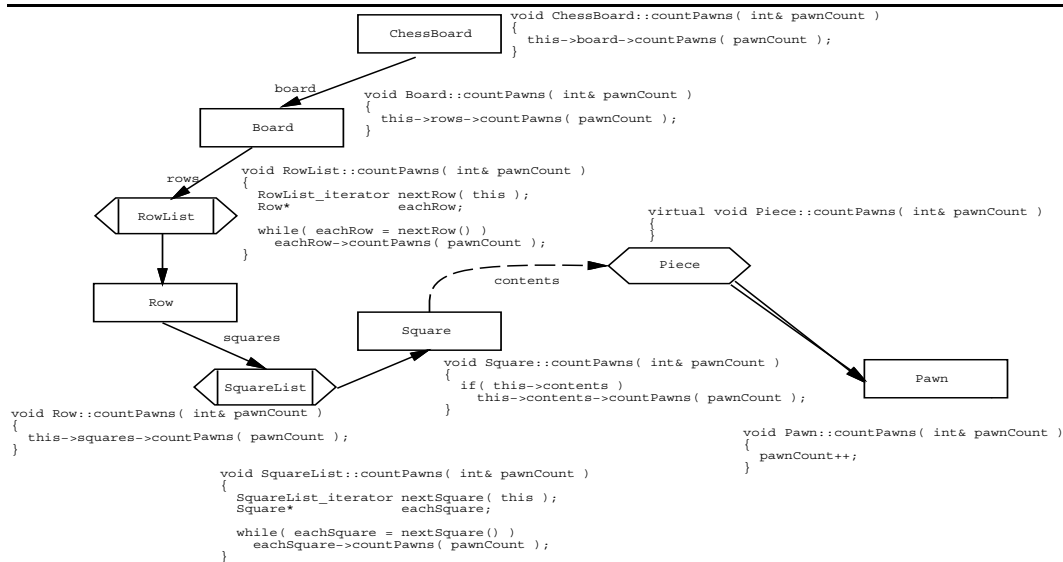 ChessBoard
void ChessBoard::countPawns( int& pawnCount )
{
this->board->countPawns( pawnCount );
}
board
Board
void Board::countPawns( int& pawnCount )
{
this->rows->countPawns( pawnCount );
}
rows
RowList
void RowList::countPawns( int& pawnCount )
{
RowList_iterator nextRow( this );
Row* eachRow;
while( eachRow = nextRow() )
eachRow->countPawns( pawnCount );
}
virtual void Piece::countPawns( int& pawnCount )
{
}
Piece
contents
Row
squares
Square
SquareList
void Square::countPawns( int& pawnCount )
{
if( this->contents )
this->contents->countPawns( pawnCount );
}
Pawn
void Row::countPawns( int& pawnCount )
{
this->squares->countPawns( pawnCount );
}
void Pawn::countPawns( int& pawnCount )
{
pawnCount++;
}
void SquareList::countPawns( int& pawnCount )
{
SquareList_iterator nextSquare( this );
Square* eachSquare;
while( eachSquare = nextSquare() )
eachSquare->countPawns( pawnCount );
}